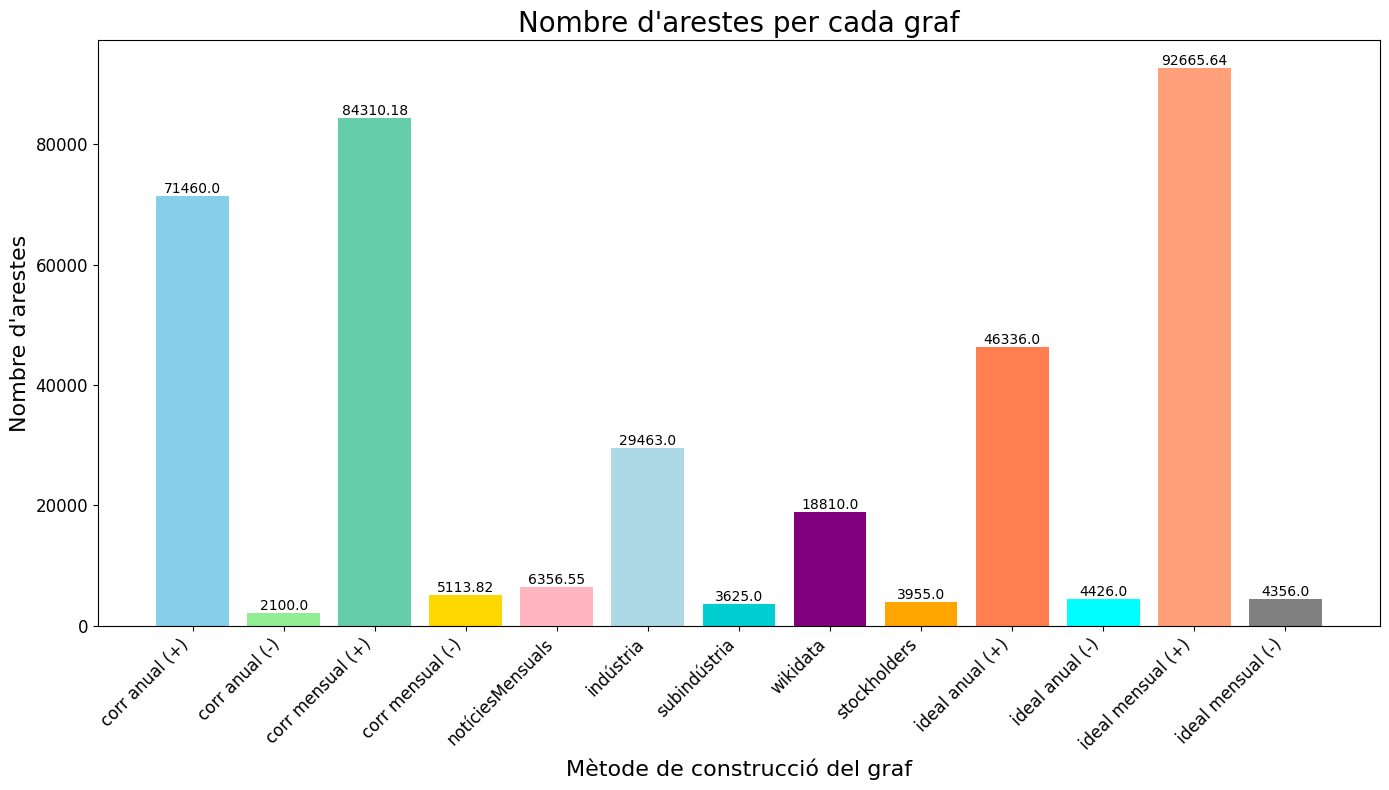 Nombre d'arestes per cada graf
Nombre d'arestes
80000
60000
40000
20000
0
71460.0
2100.0
84310.18
5113.82
6356.55
29463.0
3625.0
18810.0
3955.0
46336.0
4426.0
92665.64
4356.0
corr anual (+)
corr anual (-)
corr mensual (+)
corr mensual (-)
notíciesMensuals
indústria
subindústria
wikidata
stockholders
ideal anual (+)
ideal anual (-)
ideal mensual (+)
ideal mensual (-)
Mètode de construcció del graf